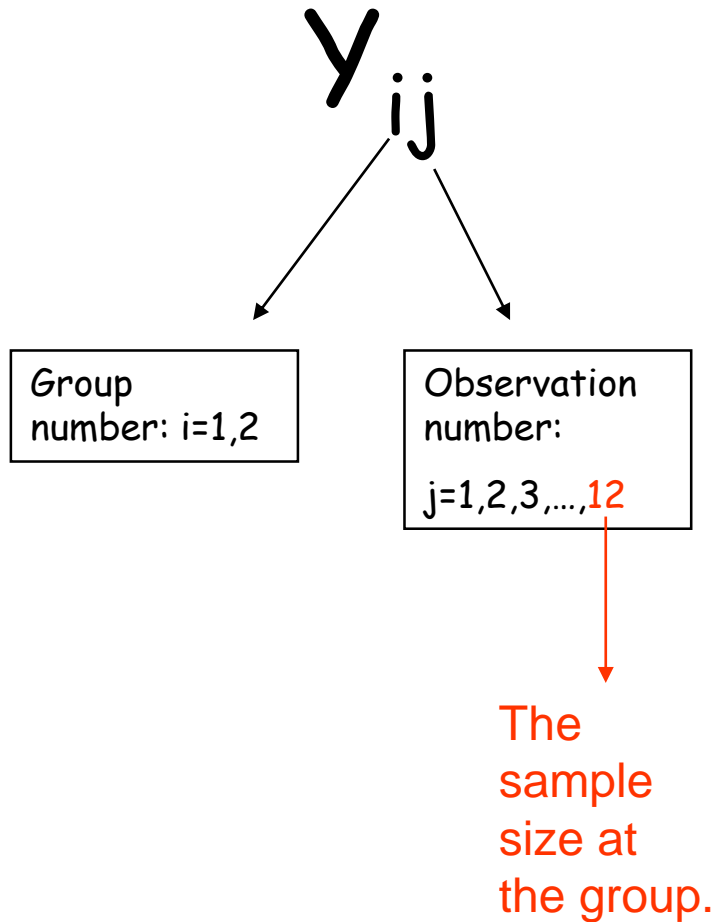 y ij
Group
number: i=1,2
Observation
number:
j=1,2,3,…,12
The
sample
size at
the group.